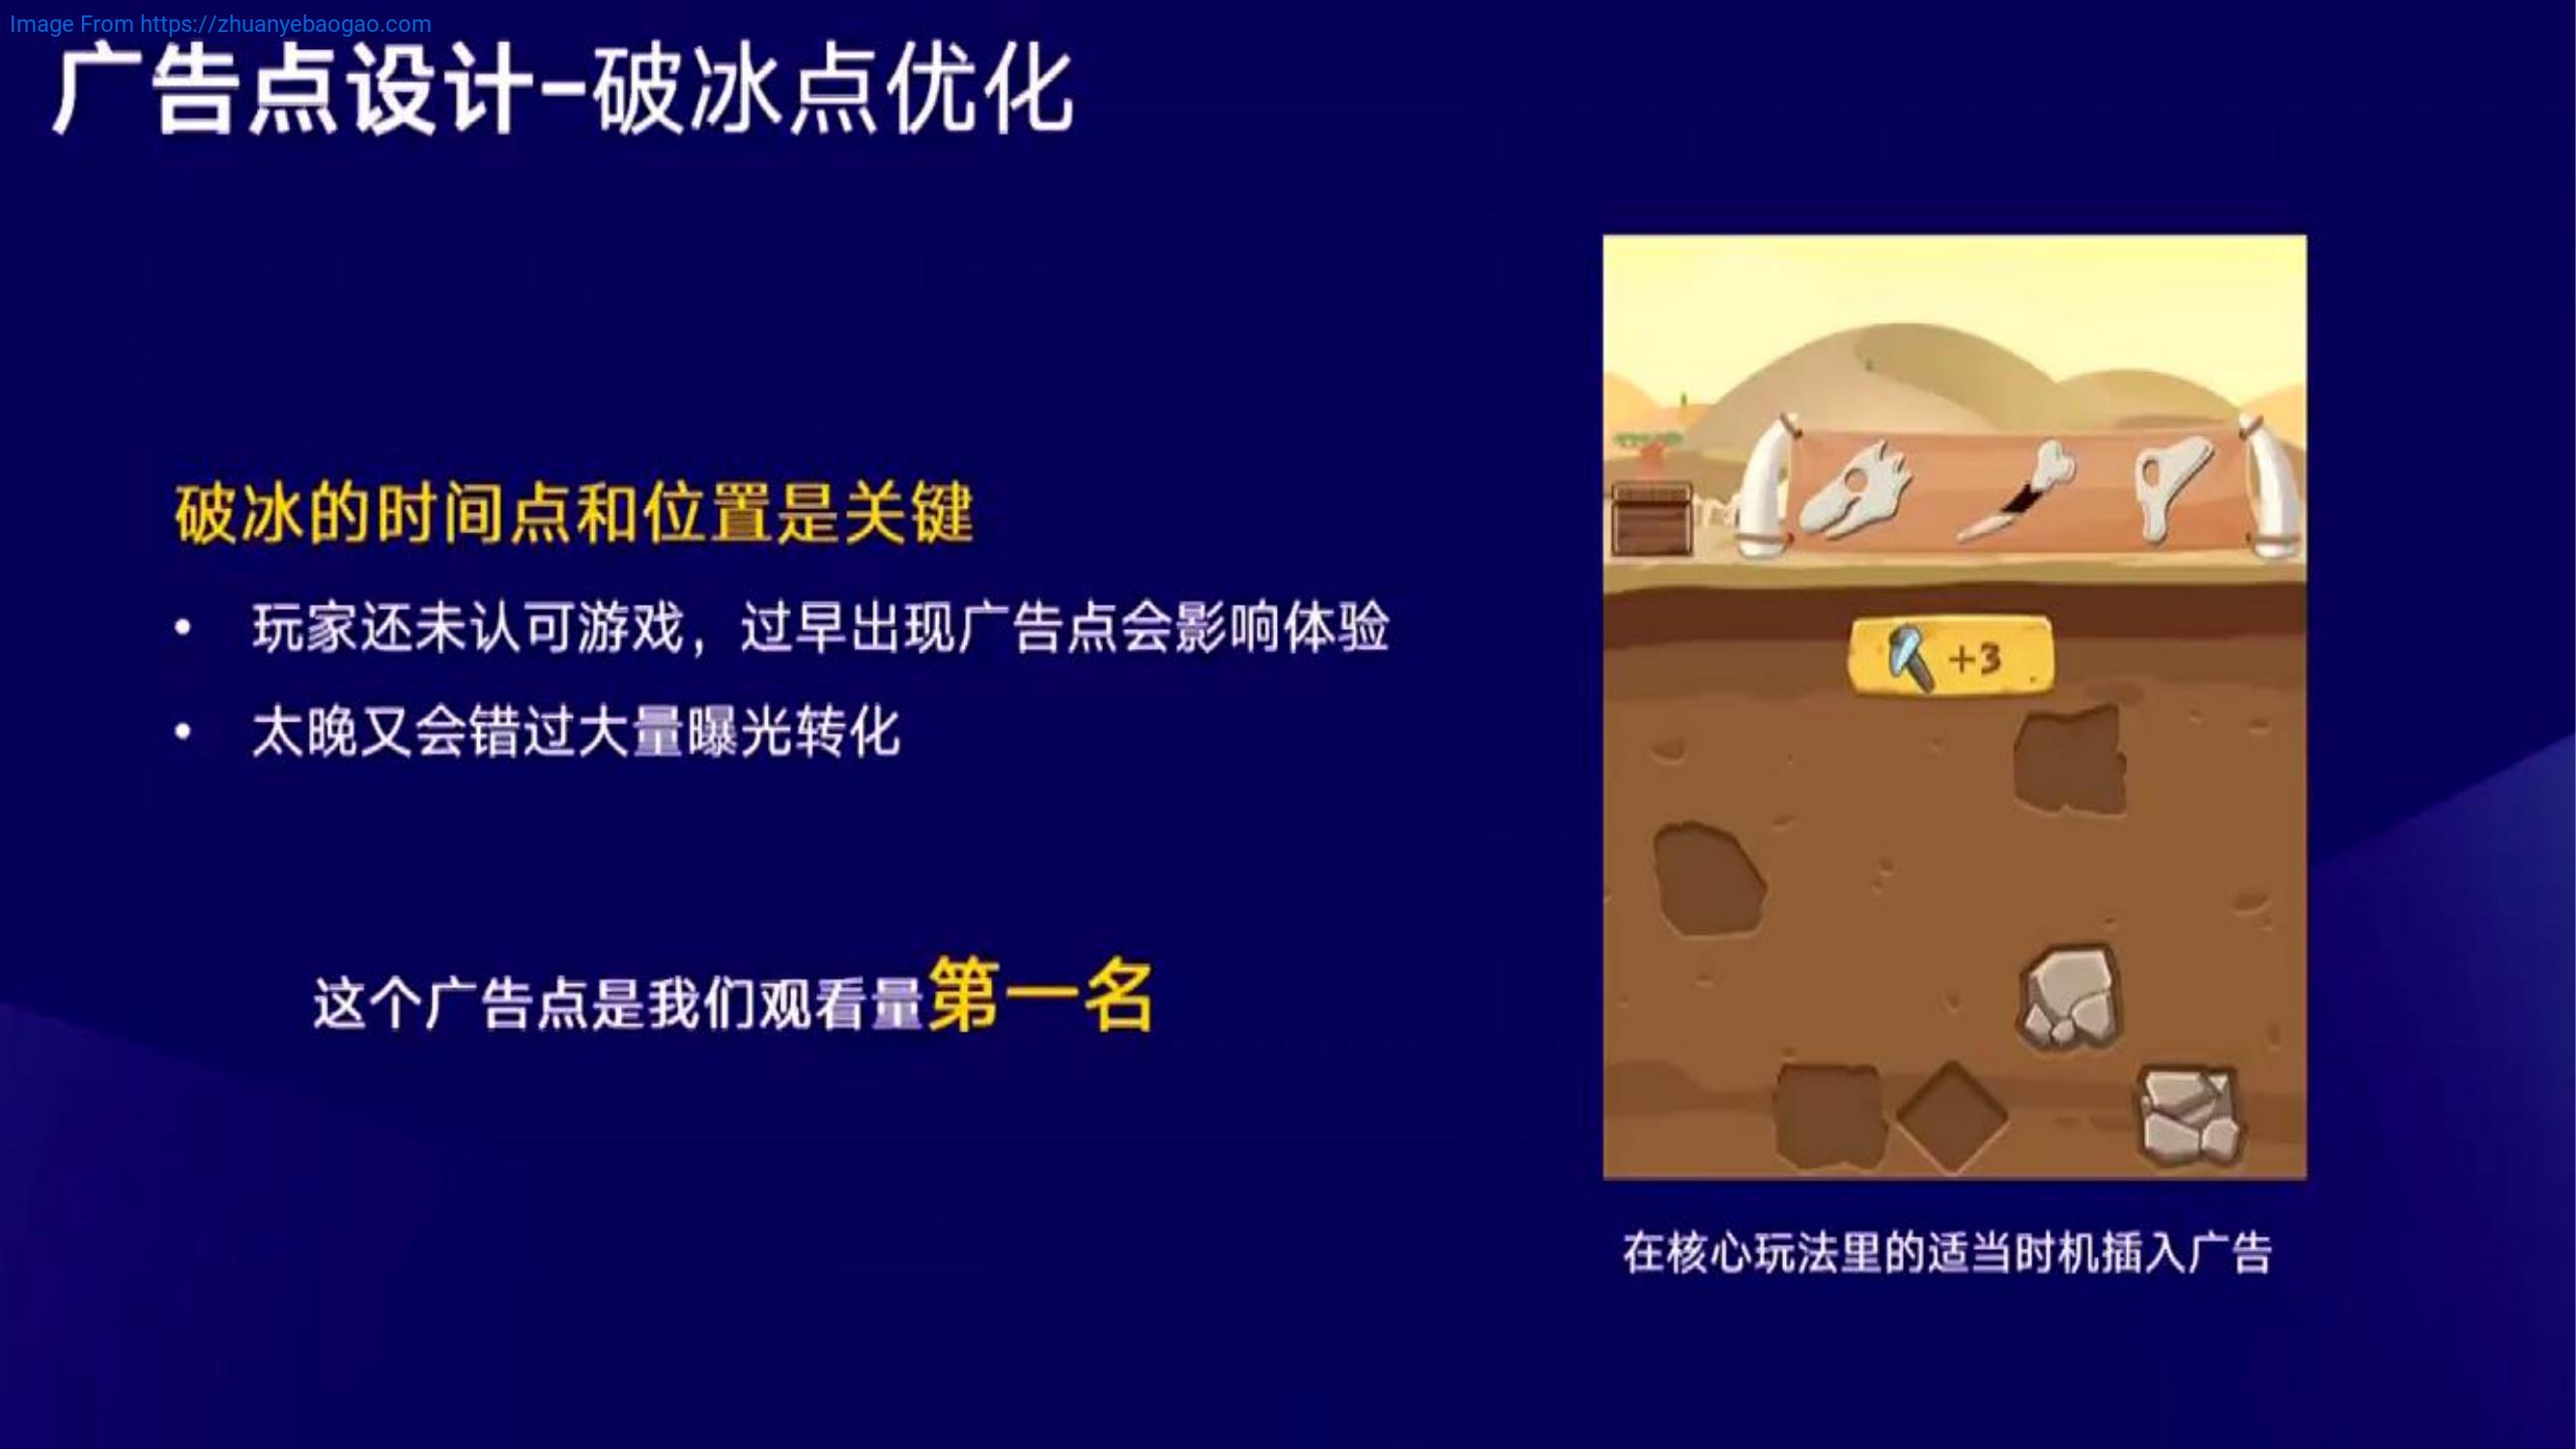 Image From https://zhuanyebaogao.com
广告点设计-破冰点优化
破冰的时间点和位置是关键
• 玩家还未认可游戏，过早出现广告点会影响体验
• 太晚又会错过大量曝光转化
这个广告点是我们观看量第一名
+3
在核心玩法里的适当时机插入广告